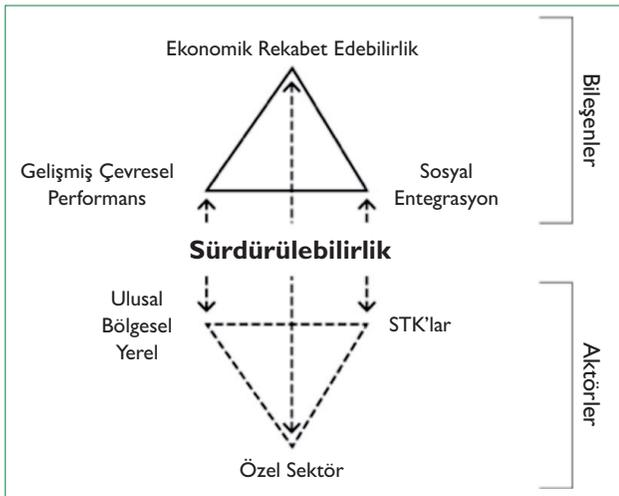 Ekonomik Rekabet Edebilirlik
Gelişmiş Çevresel
Performans
Sosyal
Entegrasyon
Bileşenler
Sürdürülebilirlik
Ulusal
Bölgesel
Yerel
STK'lar
Aktörler
Özel Sektör